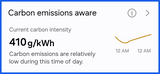 Carbon emissions aware
Current carbon intensity
410 g/kWh
Carbon emissions are relatively
low during this time of day.
12 AM 12 AM